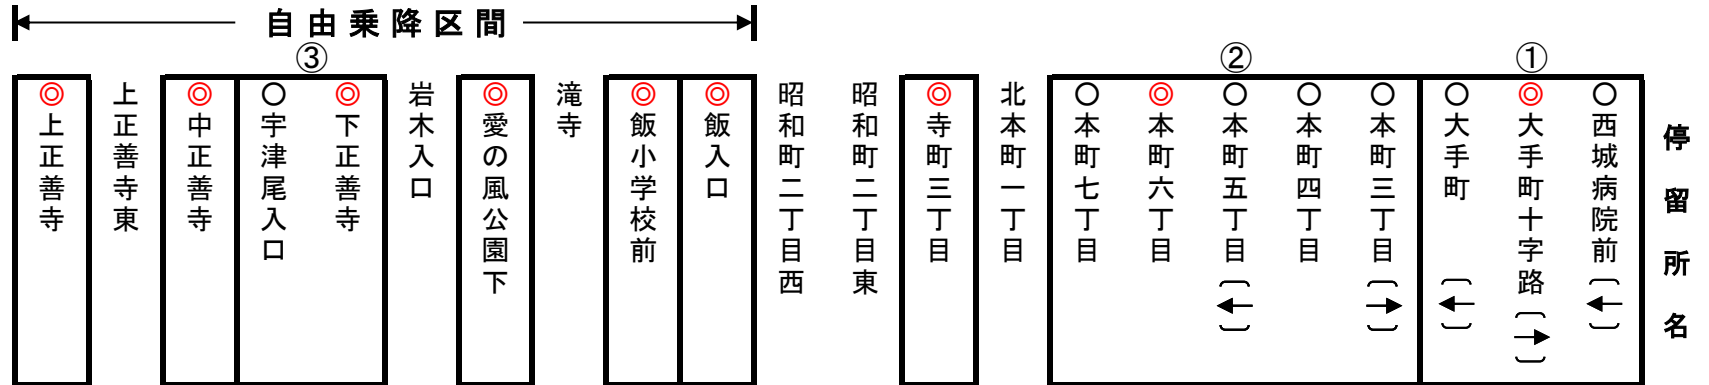 自由乗降区間
③
②
①
停留所名
○西城病院前(←)
◎大手町十字路(→)
○大手町(←)
○本町三丁目(→)
○本町四丁目
○本町五丁目(←)
◎本町六丁目
○本町七丁目
北本町一丁目
◎寺町三丁目
昭和町二丁目東
昭和町二丁目西
◎飯入口
◎飯小学校前
滝寺
◎愛の風公園下
岩木入口
◎下正善寺
○宇津尾入口
◎中正善寺
上正善寺東
◎上正善寺